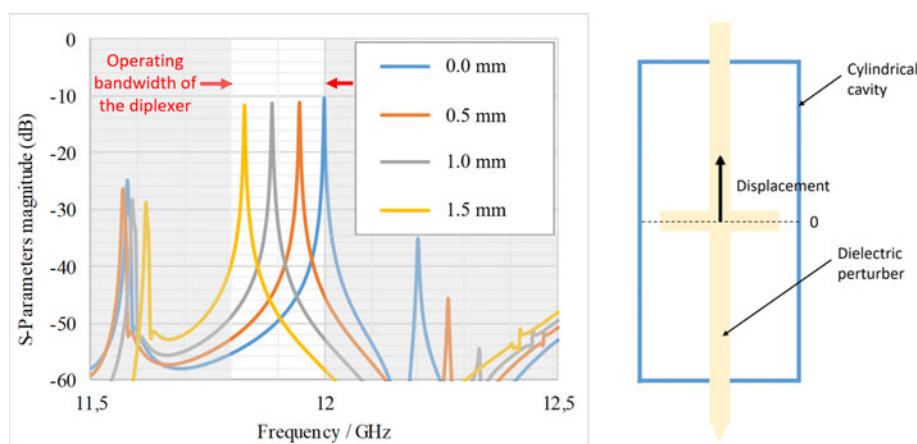 0
-10
-20
-30
-40
-50
-60
S-Parameters magnitude (dB)
Operating
bandwidth of
the diplexer
0.0 mm
0.5 mm
1.0 mm
1.5 mm
11,5
12
12,5
Frequency / GHz
Cylindrical
cavity
Displacement
0
Dielectric
perturber